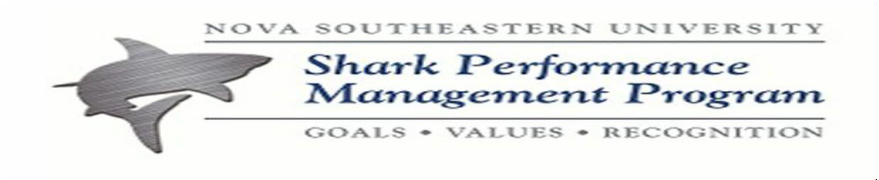 NOVA SOUTHEASTERN UNIVERSITY
Shark Performance
Management Program
GOALS • VALUES • RECOGNITION